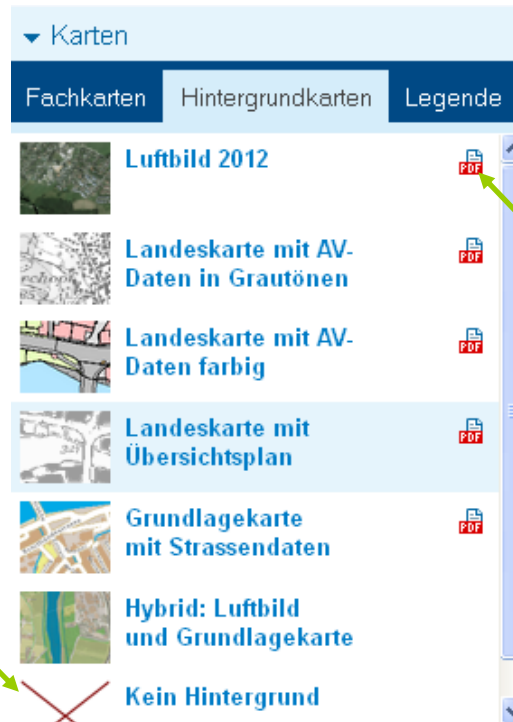 Karten
Fachkarten Hintergrundkarten Legende
Luftbild 2012 PDF
Landeskarte mit AV- PDF
Daten in Grautönen
Landeskarte mit AV- PDF
Daten farbig
Landeskarte mit PDF
Übersichtsplan
Grundlagekarte PDF
mit Strassendaten
Hybrid: Luftbild
und Grundlagekarte
Kein Hintergrund